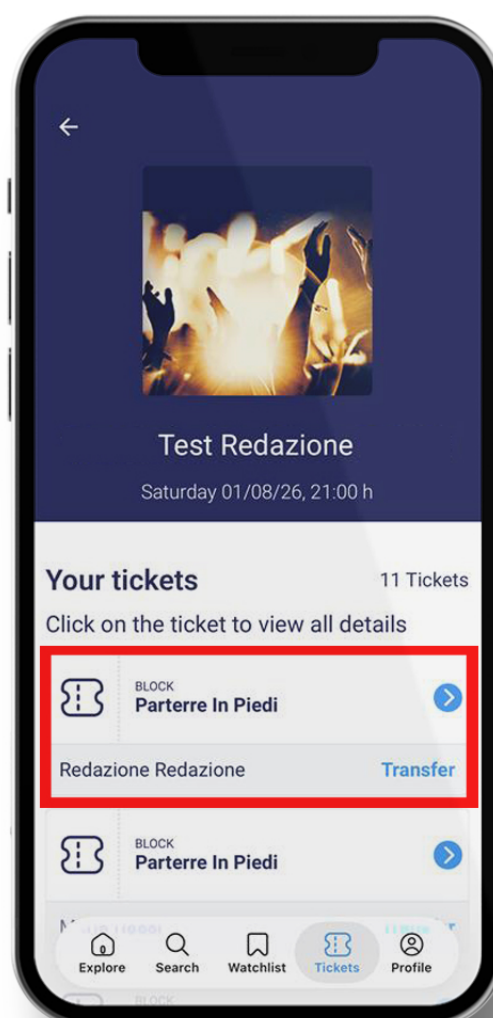 Test Redazione
Saturday 01/08/26, 21:00 h
Your tickets
11 Tickets
Click on the ticket to view all details
BLOCK
Parterre In Piedi
Redazione Redazione
Transfer
BLOCK
Parterre In Piedi
Explore
Search
Watchlist
Tickets
Profile
BLOCK